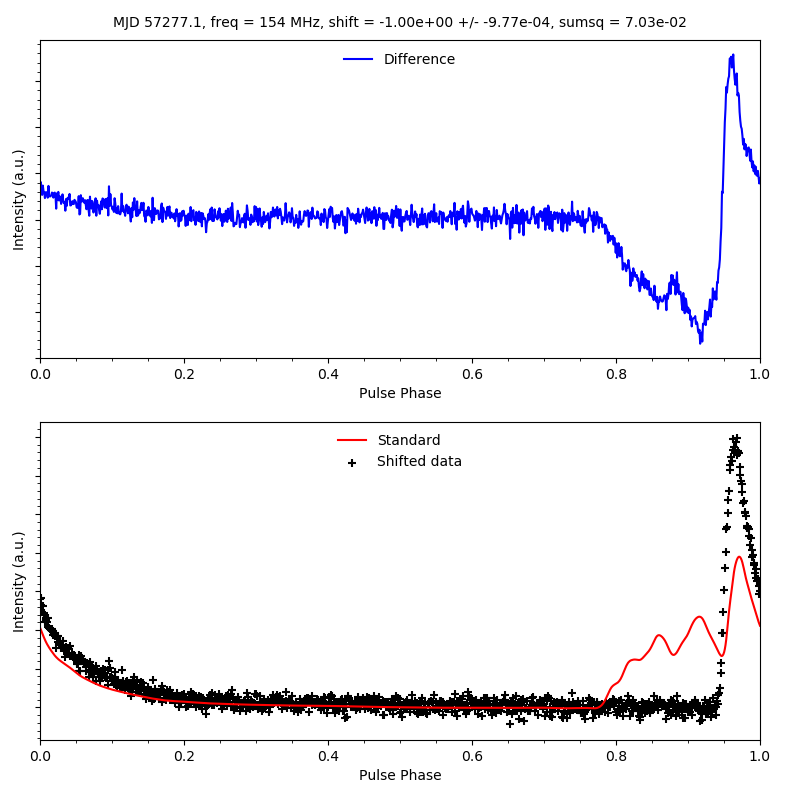 MJD 57277.1, freq = 154 MHz, shift = -1.00e+00 +/- -9.77e-04, sumsq = 7.03e-02
Difference
Intensity (a.u.)
0.0 0.2 0.4 0.6 0.8 1.0
Pulse Phase
Standard
Shifted data
Intensity (a.u.)
0.0 0.2 0.4 0.6 0.8 1.0
Pulse Phase